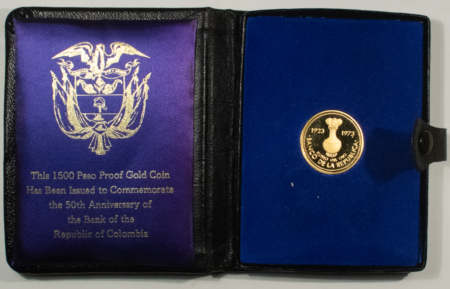 This 1500 Peso Proof Gold Coin
Has Been Issued to Commemorate
the 50th Anniversary of
the Bank of the
Republic of Colombia
1923 1973
BANCO DE LA REPUBLICA